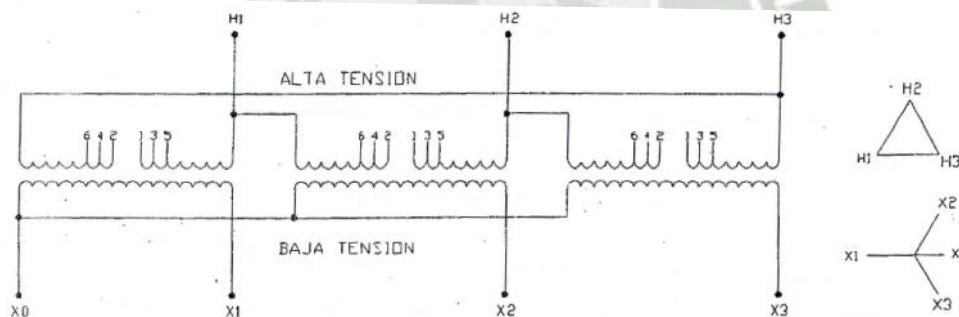 H1 H2 H3
ALTA TENSION
6 4 2 1 3 5 6 4 2 1 3 5 6 4 2 1 3 5
BAJA TENSION
X0 X1 X2 X3
H2
H1 H3
X2
X1 X
X3